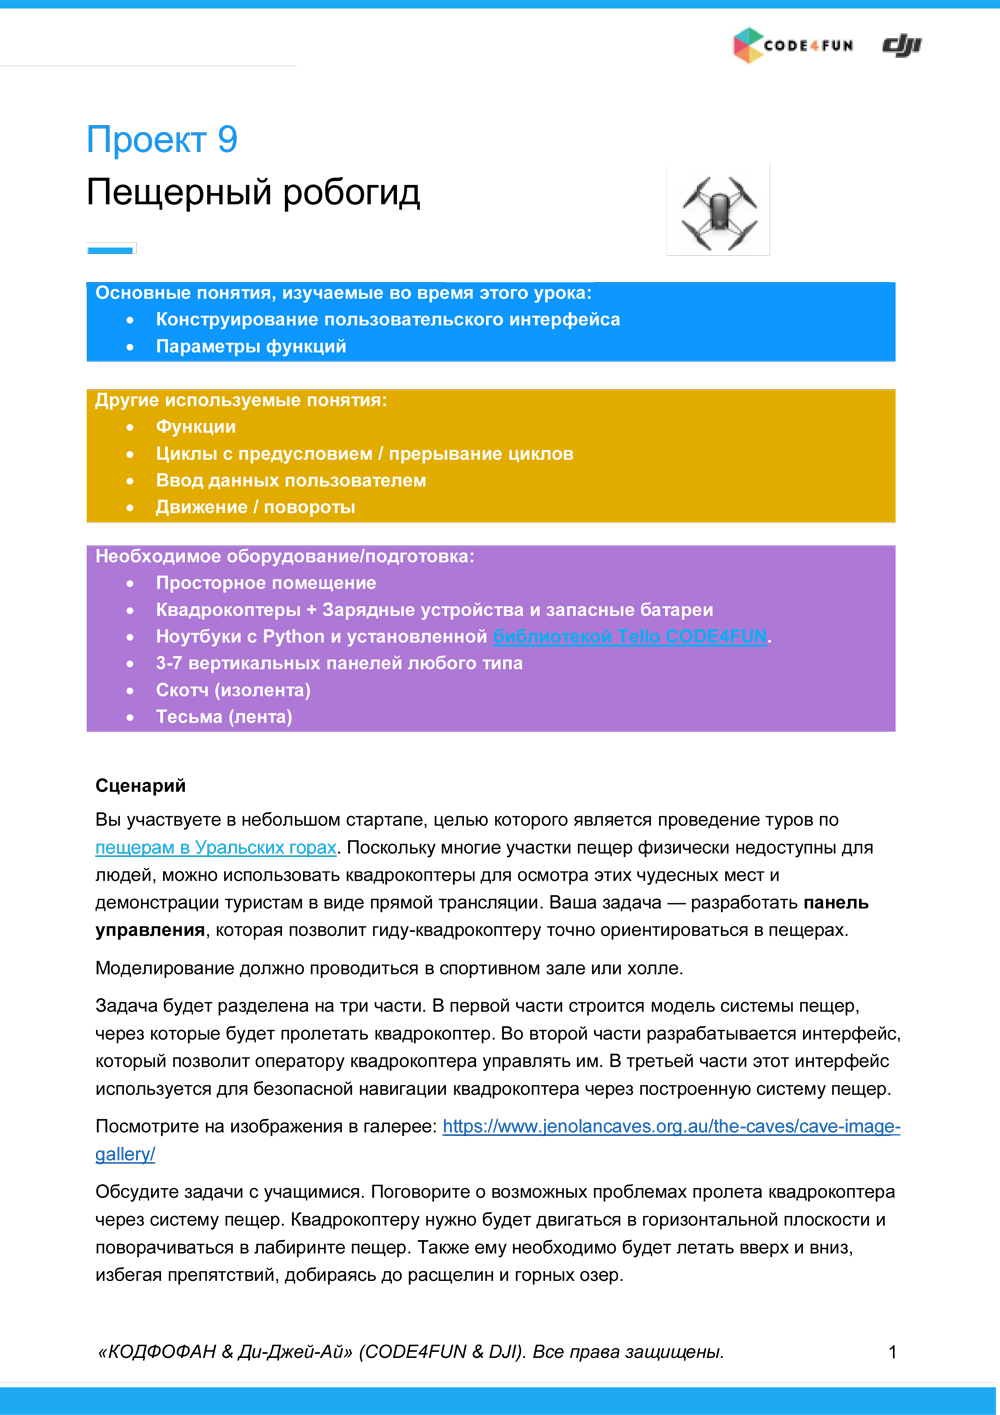 CODE4FUN dji
Проект 9
Пещерный робогид
Основные понятия, изучаемые во время этого урока:
• Конструирование пользовательского интерфейса
• Параметры функций
Другие используемые понятия:
• Функции
• Циклы с предусловием / прерывание циклов
• Ввод данных пользователем
• Движение / повороты
Необходимое оборудование/подготовка:
• Просторное помещение
• Квадрокоптеры + Зарядные устройства и запасные батареи
• Ноутбуки с Python и установленной библиотекой Tello CODE4FUN.
• 3-7 вертикальных панелей любого типа
• Скотч (изолента)
• Тесьма (лента)
Сценарий
Вы участвуете в небольшом стартапе, целью которого является проведение туров по
пещерам в Уральских горах. Поскольку многие участки пещер физически недоступны для
людей, можно использовать квадрокоптеры для осмотра этих чудесных мест и
демонстрации туристам в виде прямой трансляции. Ваша задача — разработать панель
управления, которая позволит гиду-квадрокоптеру точно ориентироваться в пещерах.
Моделирование должно проводиться в спортивном зале или холле.
Задача будет разделена на три части. В первой части строится модель системы пещер,
через которые будет пролетать квадрокоптер. Во второй части разрабатывается интерфейс,
который позволит оператору квадрокоптера управлять им. В третьей части этот интерфейс
используется для безопасной навигации квадрокоптера через построенную систему пещер.
Посмотрите на изображения в галерее: https://www.jenolancaves.org.au/the-caves/cave-image-
gallery/
Обсудите задачи с учащимися. Поговорите о возможных проблемах пролета квадрокоптера
через систему пещер. Квадрокоптеру нужно будет двигаться в горизонтальной плоскости и
поворачиваться в лабиринте пещер. Также ему необходимо будет летать вверх и вниз,
избегая препятствий, добираясь до расщелин и горных озер.
«КОДФОФАН & Ди-Джей-Ай» (CODE4FUN & DJI). Все права защищены. 1